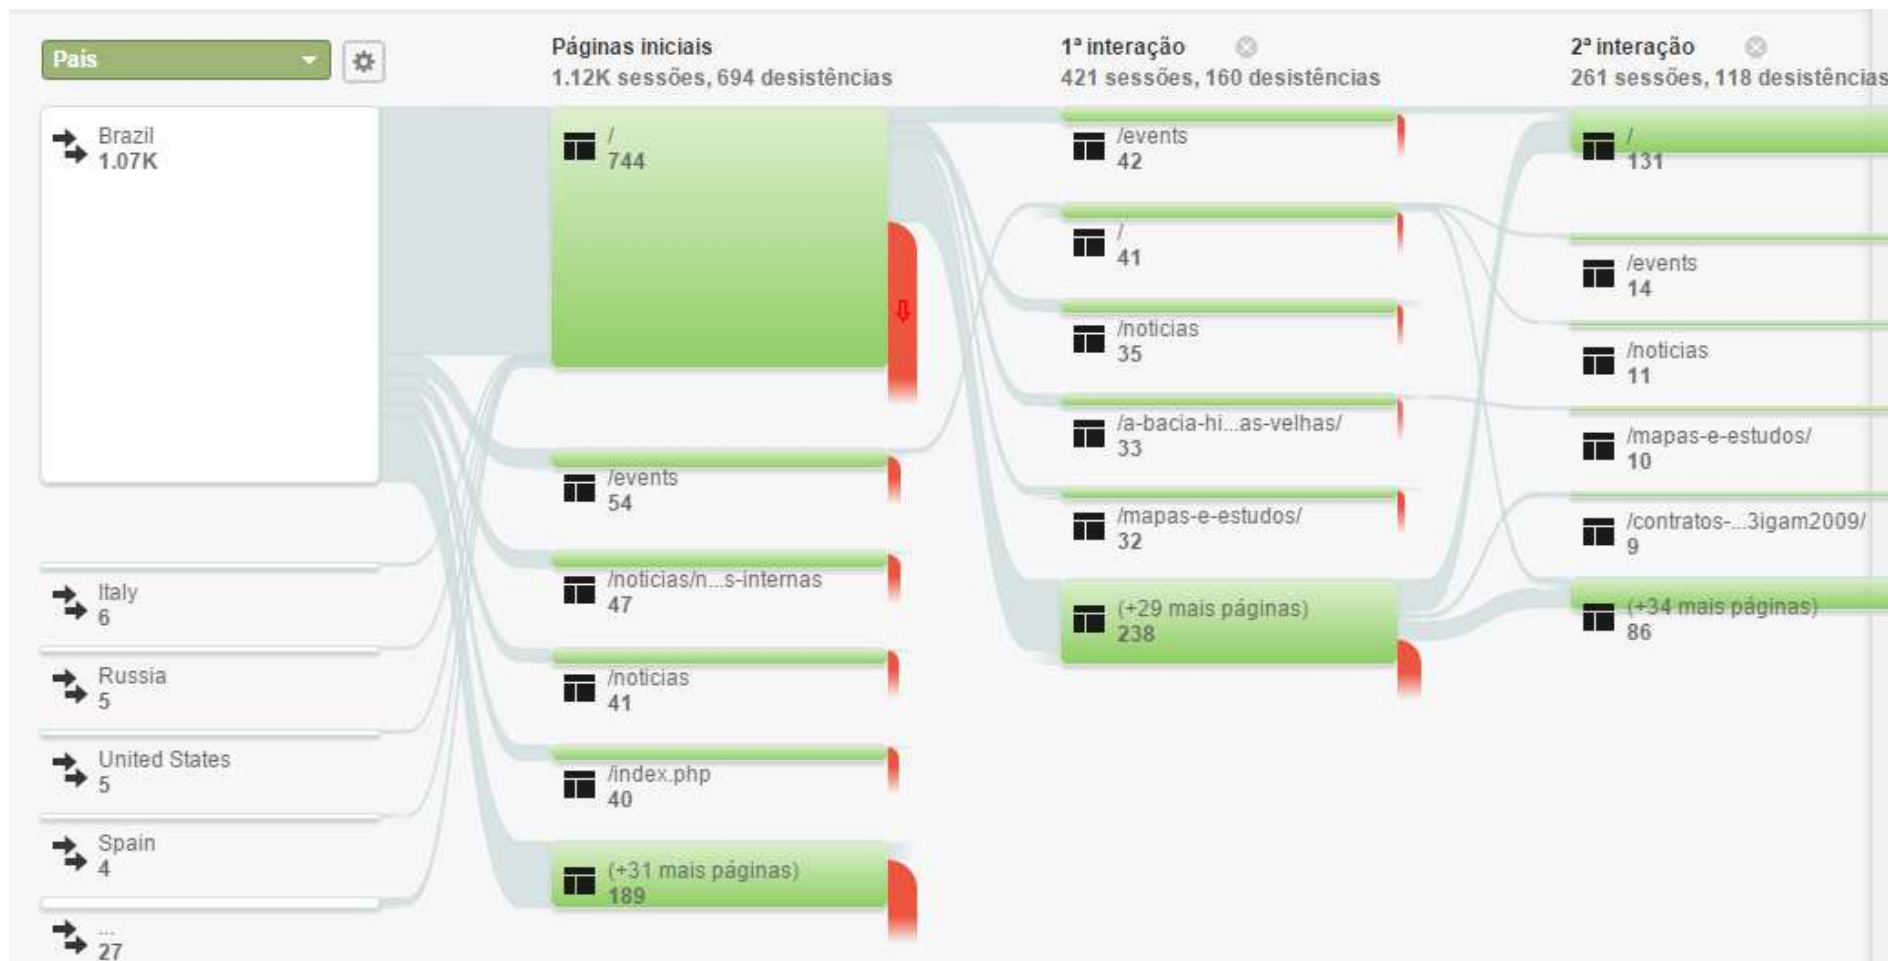 País
Brazil
1.07K
Italy
6
Russia
5
United States
5
Spain
4
...
27
Páginas iniciais
1.12K sessões, 694 desistências
/
744
/events
54
/noticias/n...s-internas
47
/noticias
41
/index.php
40
(+31 mais páginas)
189
1ª interação
421 sessões, 160 desistências
/events
42
/
41
/noticias
35
/a-bacia-hi...as-velhas/
33
/mapas-e-estudos/
32
(+29 mais páginas)
238
2ª interação
261 sessões, 118 desistências
/
131
/events
14
/noticias
11
/mapas-e-estudos/
10
/contratos-...3igam2009/
9
(+34 mais páginas)
86